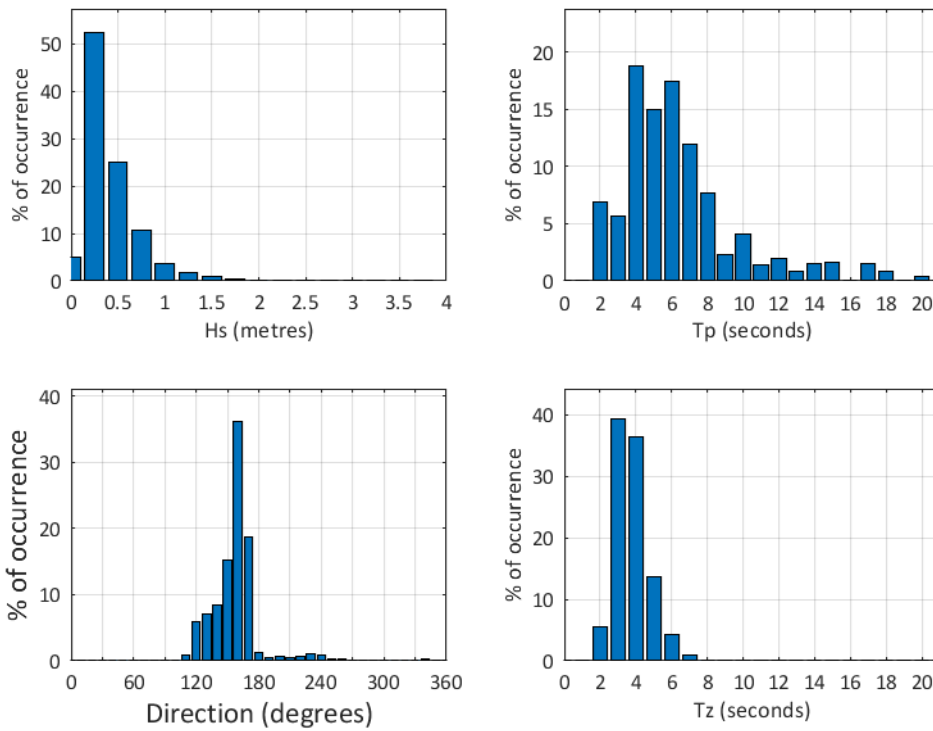 % of occurrence
50
40
30
20
10
0
0 0.5 1 1.5 2 2.5 3 3.5 4
Hs (metres)
% of occurrence
20
15
10
5
0
0 2 4 6 8 10 12 14 16 18 20
Tp (seconds)
% of occurrence
40
30
20
10
0
0 60 120 180 240 300 360
Direction (degrees)
% of occurrence
40
30
20
10
0
0 2 4 6 8 10 12 14 16 18 20
Tz (seconds)